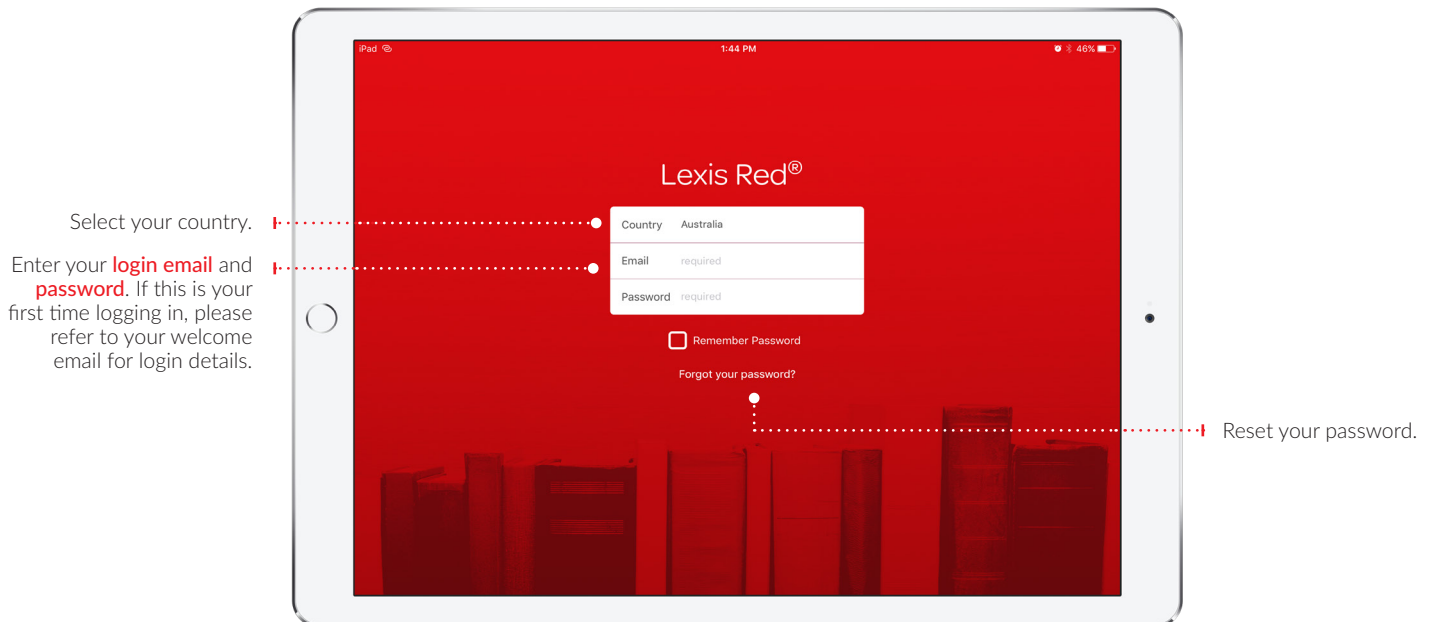 iPad 1:44 PM 46%
Lexis Red®
Select your country.
Country Australia
Enter your login email and
password. If this is your
first time logging in, please
refer to your welcome
email for login details.
Email required
Password required
Remember Password
Forgot your password?
Reset your password.